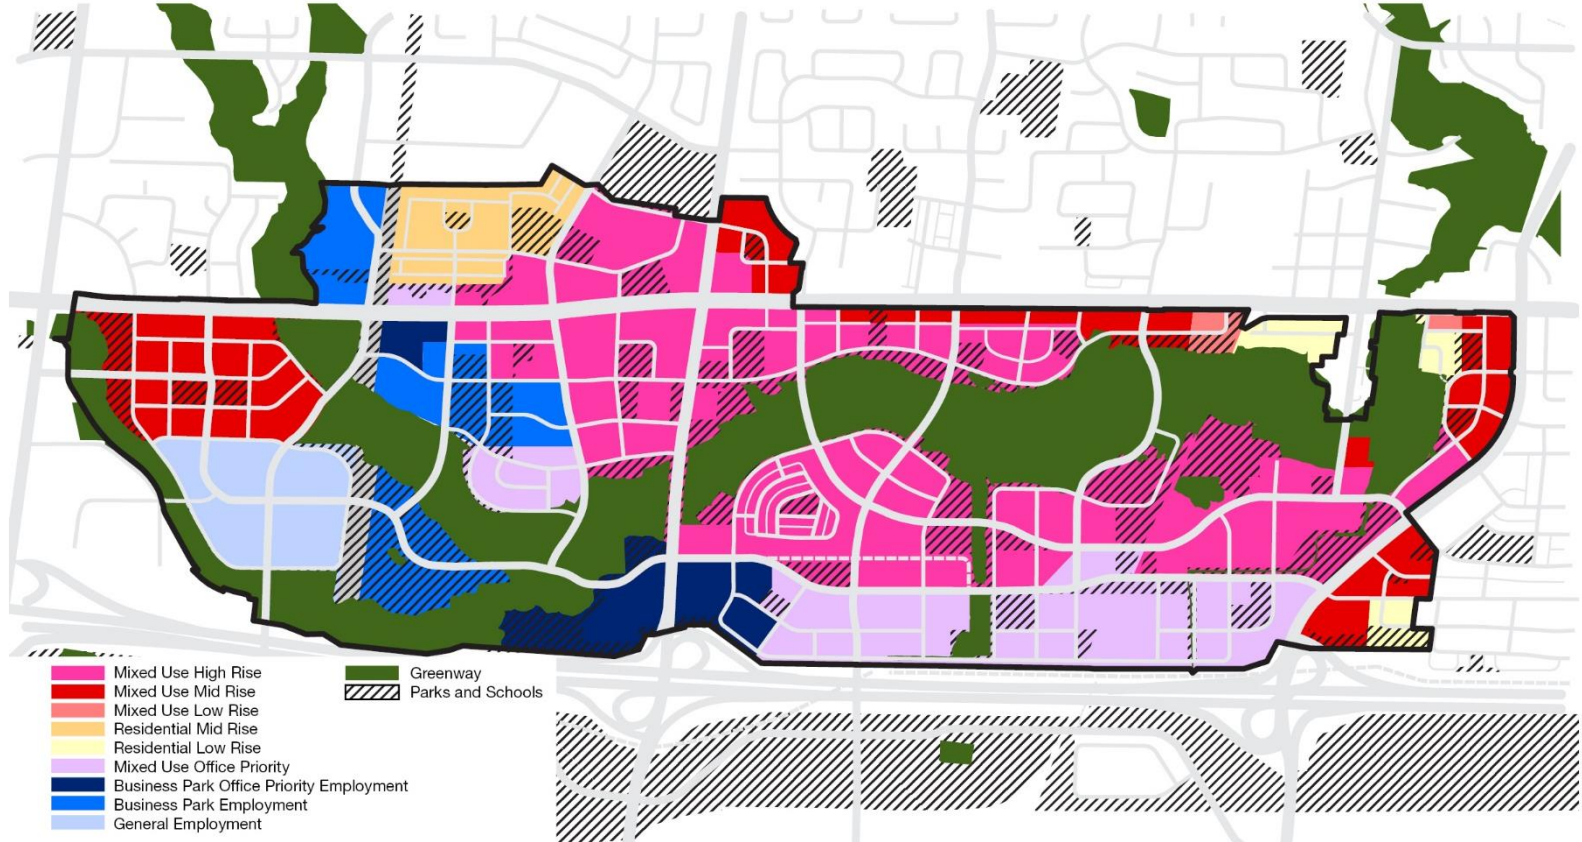 Mixed Use High Rise
Mixed Use Mid Rise
Mixed Use Low Rise
Residential Mid Rise
Residential Low Rise
Mixed Use Office Priority
Business Park Office Priority Employment
Business Park Employment
General Employment
Greenway
Parks and Schools